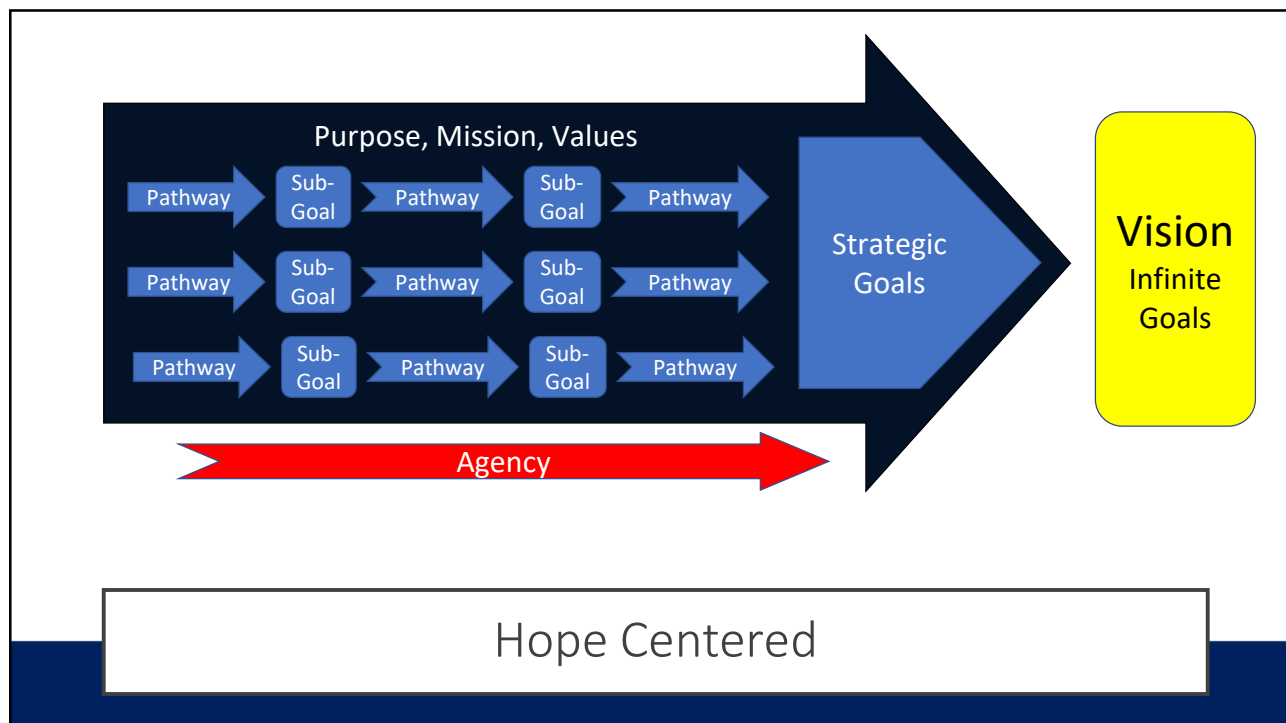 Purpose, Mission, Values
Pathway
Sub-
Goal
Pathway
Sub-
Goal
Pathway
Pathway
Sub-
Goal
Pathway
Sub-
Goal
Pathway
Pathway
Sub-
Goal
Pathway
Sub-
Goal
Pathway
Strategic
Goals
Vision
Infinite
Goals
Agency
Hope Centered